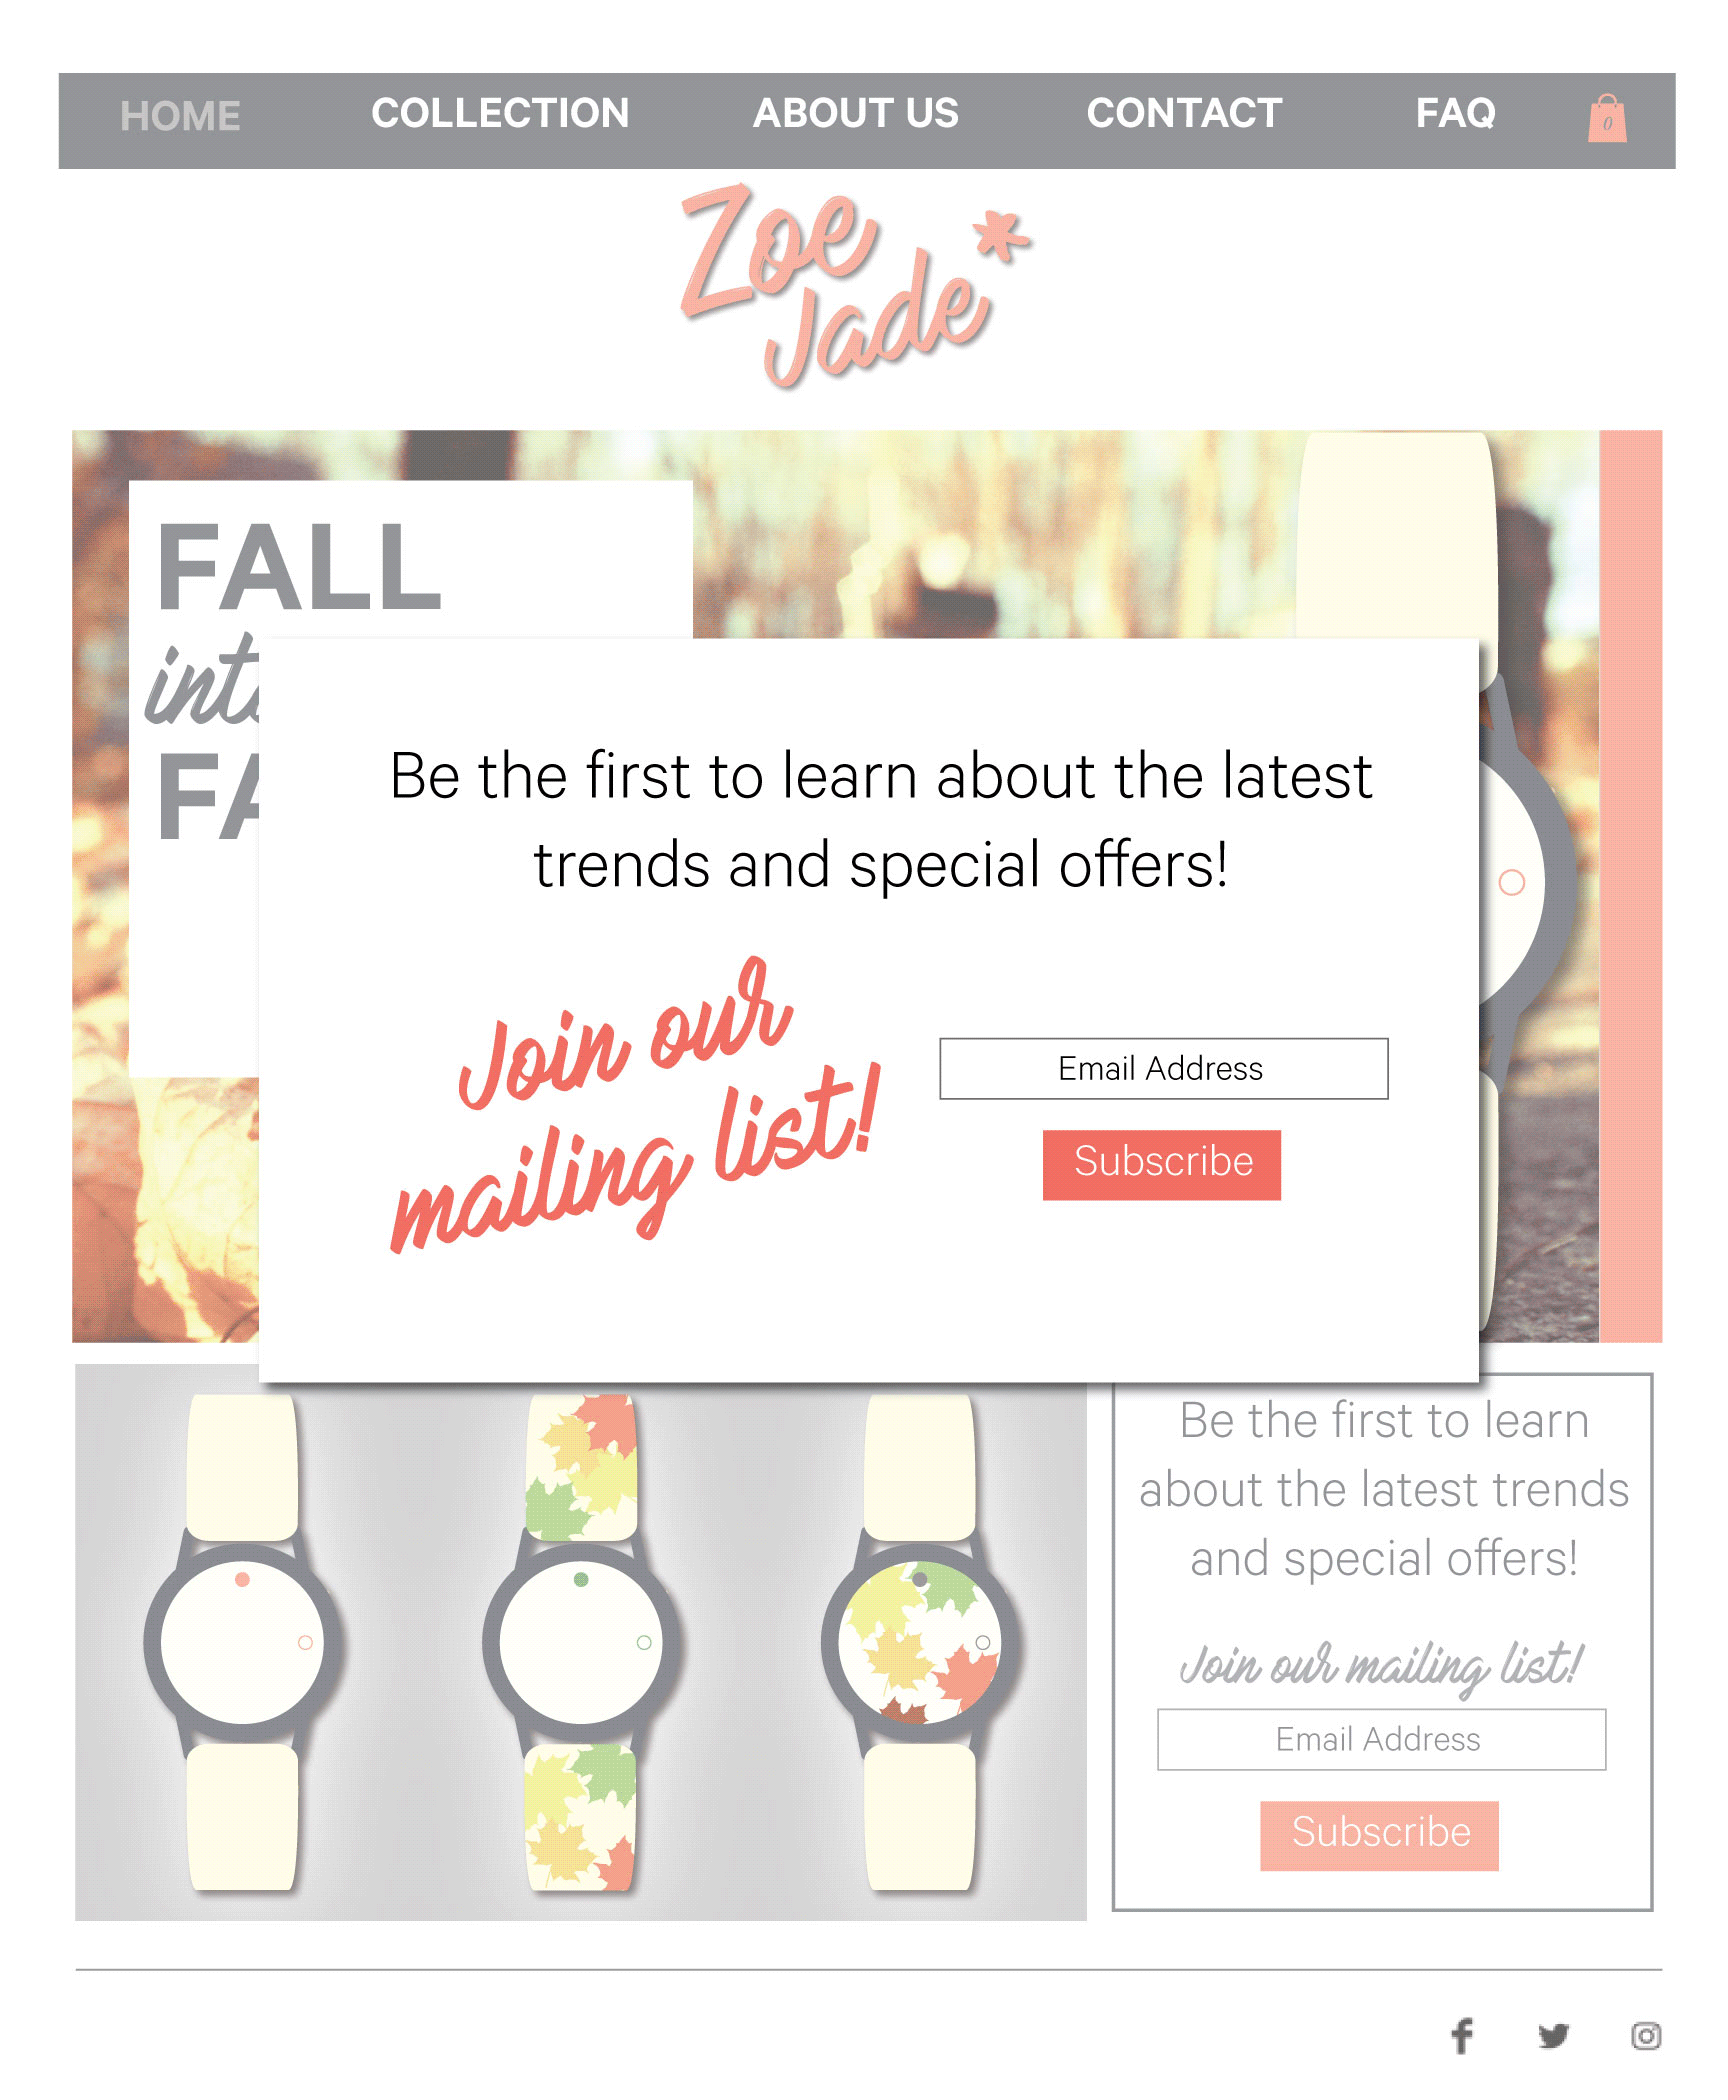 HOME COLLECTION ABOUT US CONTACT FAQ 0
Zoe
Jade*
FALL
Be the first to learn about the latest
trends and special offers!
Join our
mailing list!
Email Address
Subscribe
Be the first to learn
about the latest trends
and special offers!
Join our mailing list!
Email Address
Subscribe